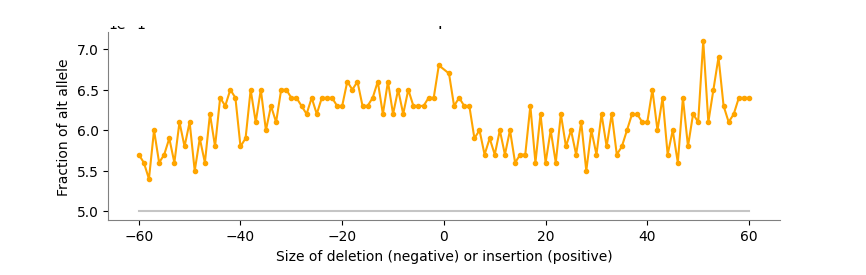 7.0
6.5
6.0
5.5
5.0
Fraction of alt allele
−60 −40 −20 0 20 40 60
Size of deletion (negative) or insertion (positive)